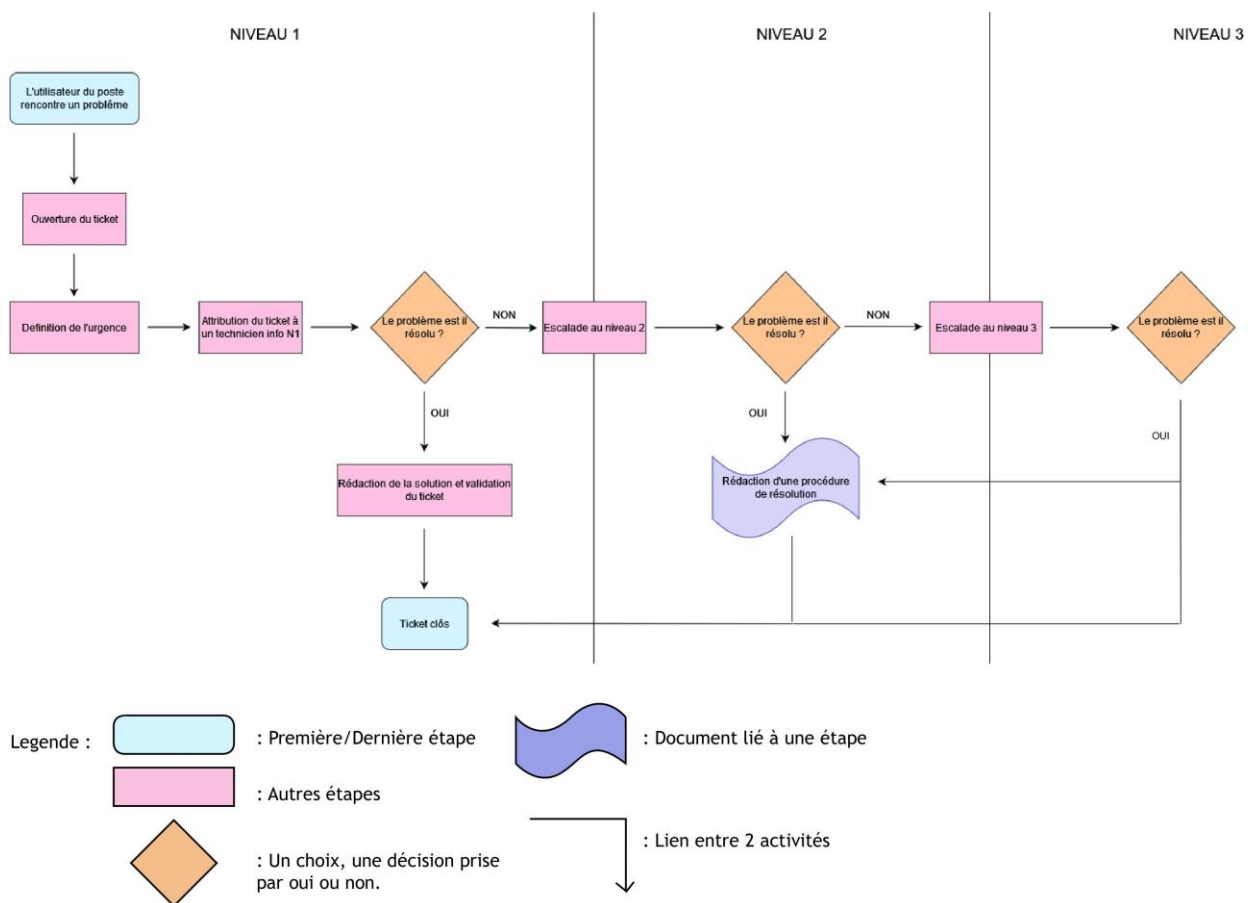 NIVEAU 1
NIVEAU 2
NIVEAU 3
L'utilisateur du poste
rencontre un problème
Ouverture du ticket
Definition de l'urgence
Attribution du ticket à
un technicien info N1
Le problème est il
résolu ?
NON
Escalade au niveau 2
Le problème est il
résolu ?
NON
Escalade au niveau 3
Le problème est il
résolu ?
OUI
OUI
OUI
Rédaction de la solution et validation
du ticket
Rédaction d'une procédure
de résolution
Ticket clôs
Legende :
: Première/Dernière étape
: Document lié à une étape
: Autres étapes
: Lien entre 2 activités
: Un choix, une décision prise
par oui ou non.